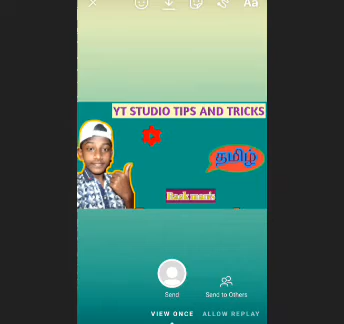 Aa
YT STUDIO TIPS AND TRICKS
தமிழ்
Send
Send to Others
VIEW ONCE
ALLOW REPLAY